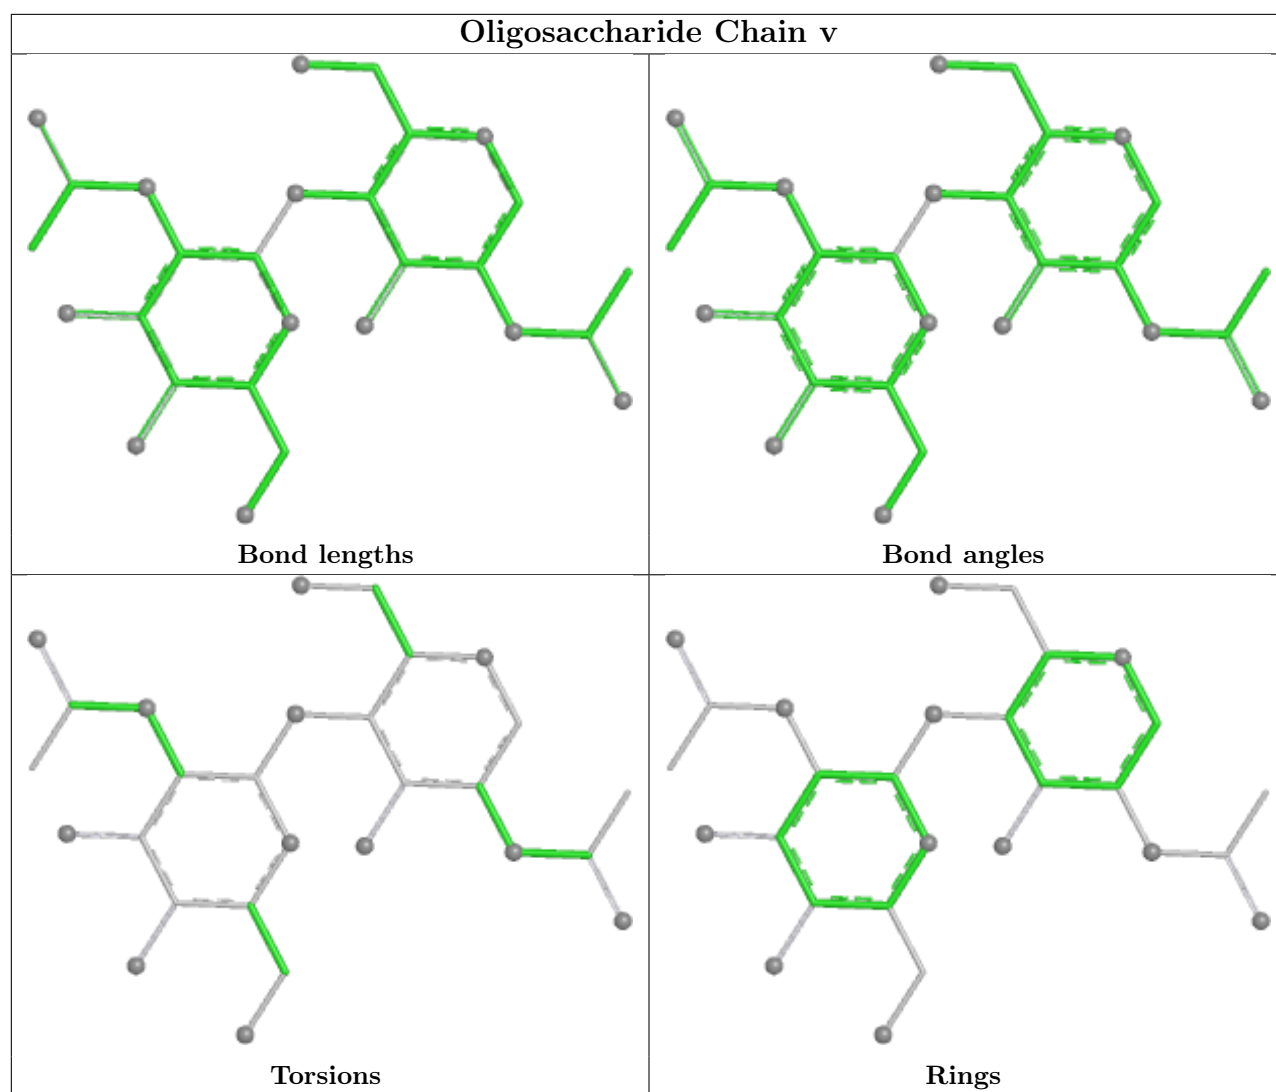 Oligosaccharide Chain v
Bond lengths
Bond angles
Torsions
Rings